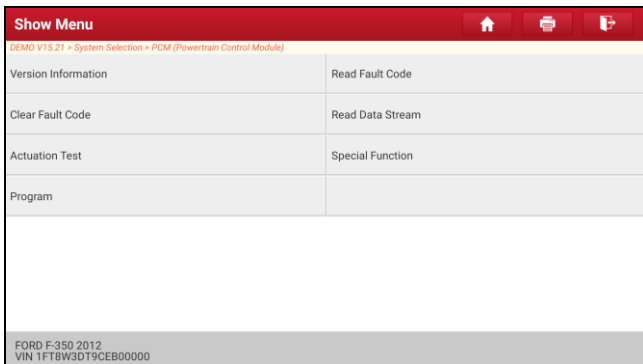 Show Menu
DEMO V15.21 > System Selection > PCM (Powertrain Control Module)
Version Information
Read Fault Code
Clear Fault Code
Read Data Stream
Actuation Test
Special Function
Program
FORD F-350 2012
VIN 1FT8W3DT9CEB00000